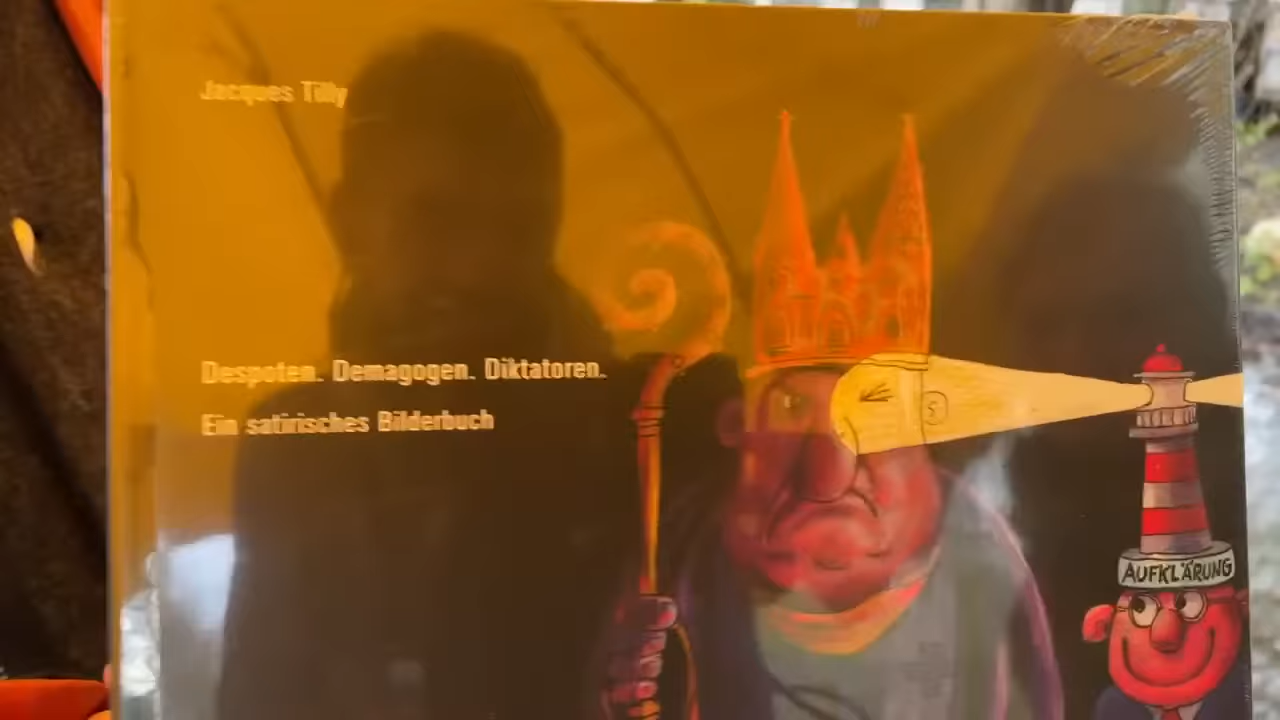 Jacques Tilly
Despoten. Demagogen. Diktatoren.
Ein satirisches Bilderbuch
AUFKLÄRUNG